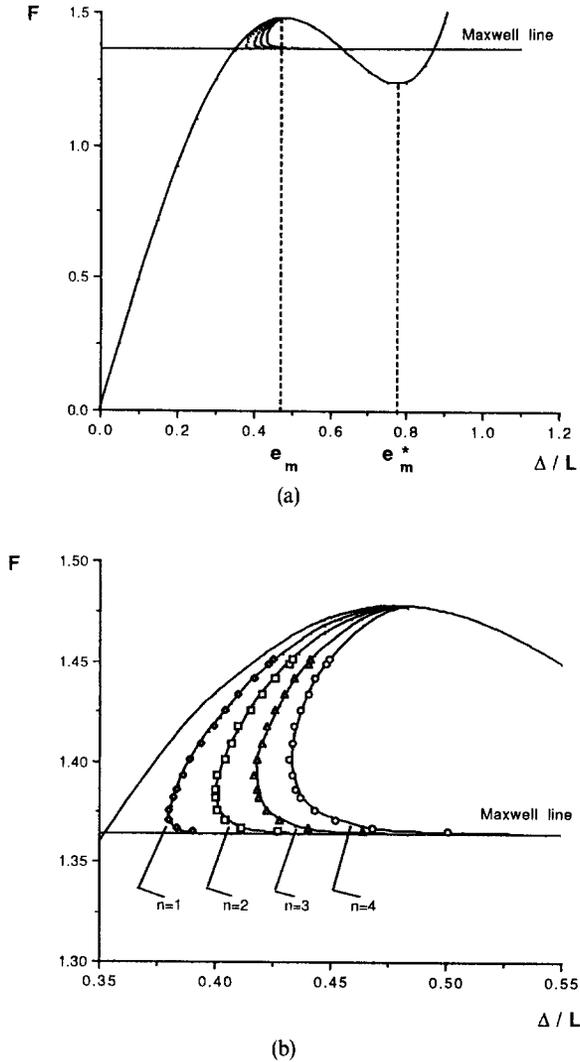 F
1.5
Maxwell line
1.0
0.5
0.0
0.0 0.2 0.4 0.6 0.8 1.0 1.2
e_m e*_m Δ / L
(a)
F
1.50
1.45
1.40
Maxwell line
1.35
n=1 n=2 n=3 n=4
1.30
0.35 0.40 0.45 0.50 0.55
Δ / L
(b)